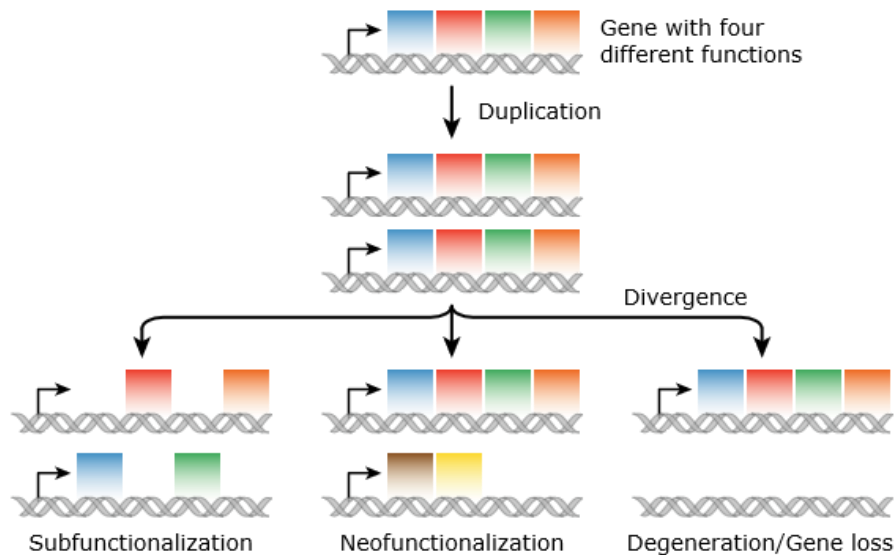 Gene with four
different functions
Duplication
Divergence
Subfunctionalization
Neofunctionalization
Degeneration/Gene loss